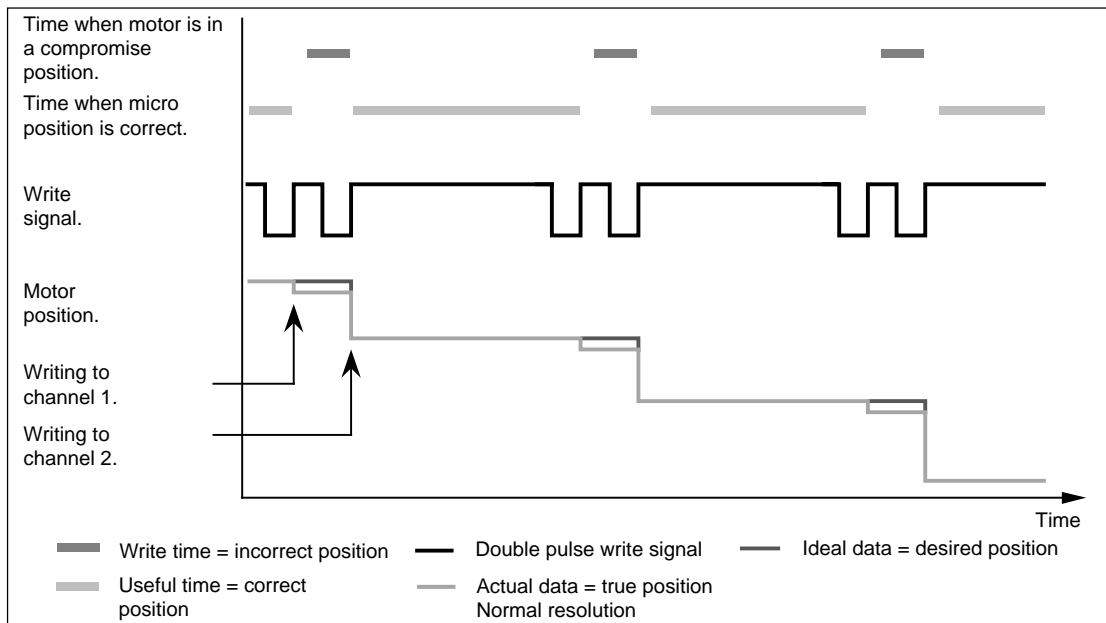 Time when motor is in
a compromise
position.
Time when micro
position is correct.
Write
signal.
Motor
position.
Writing to
channel 1.
Writing to
channel 2.
Time
Write time = incorrect position
Double pulse write signal
Ideal data = desired position
Useful time = correct
position
Actual data = true position
Normal resolution